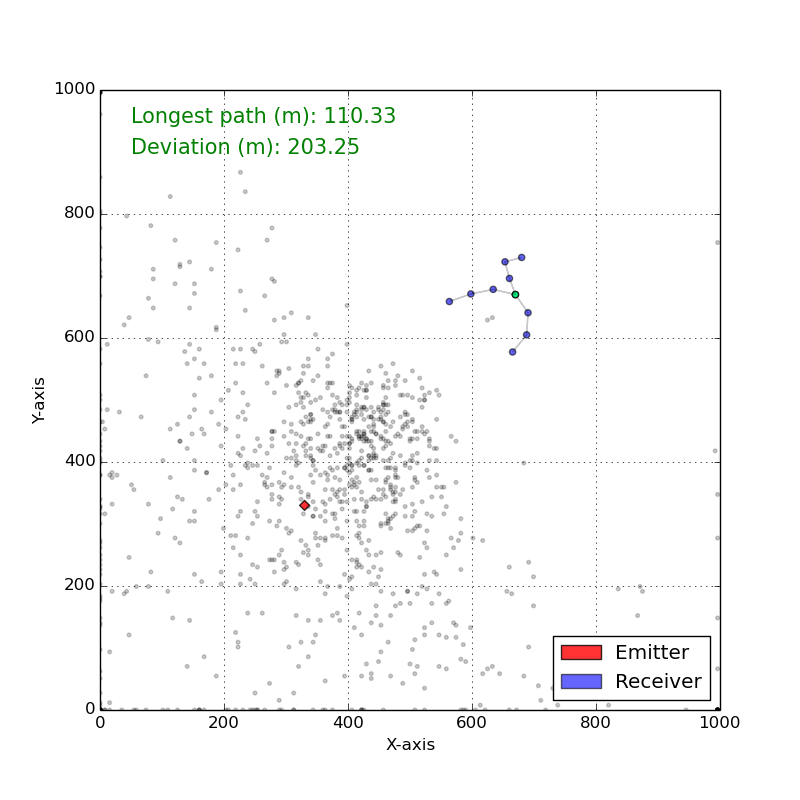 Longest path (m): 110.33
Deviation (m): 203.25
1000
800
600
400
200
0
Y-axis
0 200 400 600 800 1000
X-axis
Emitter
Receiver